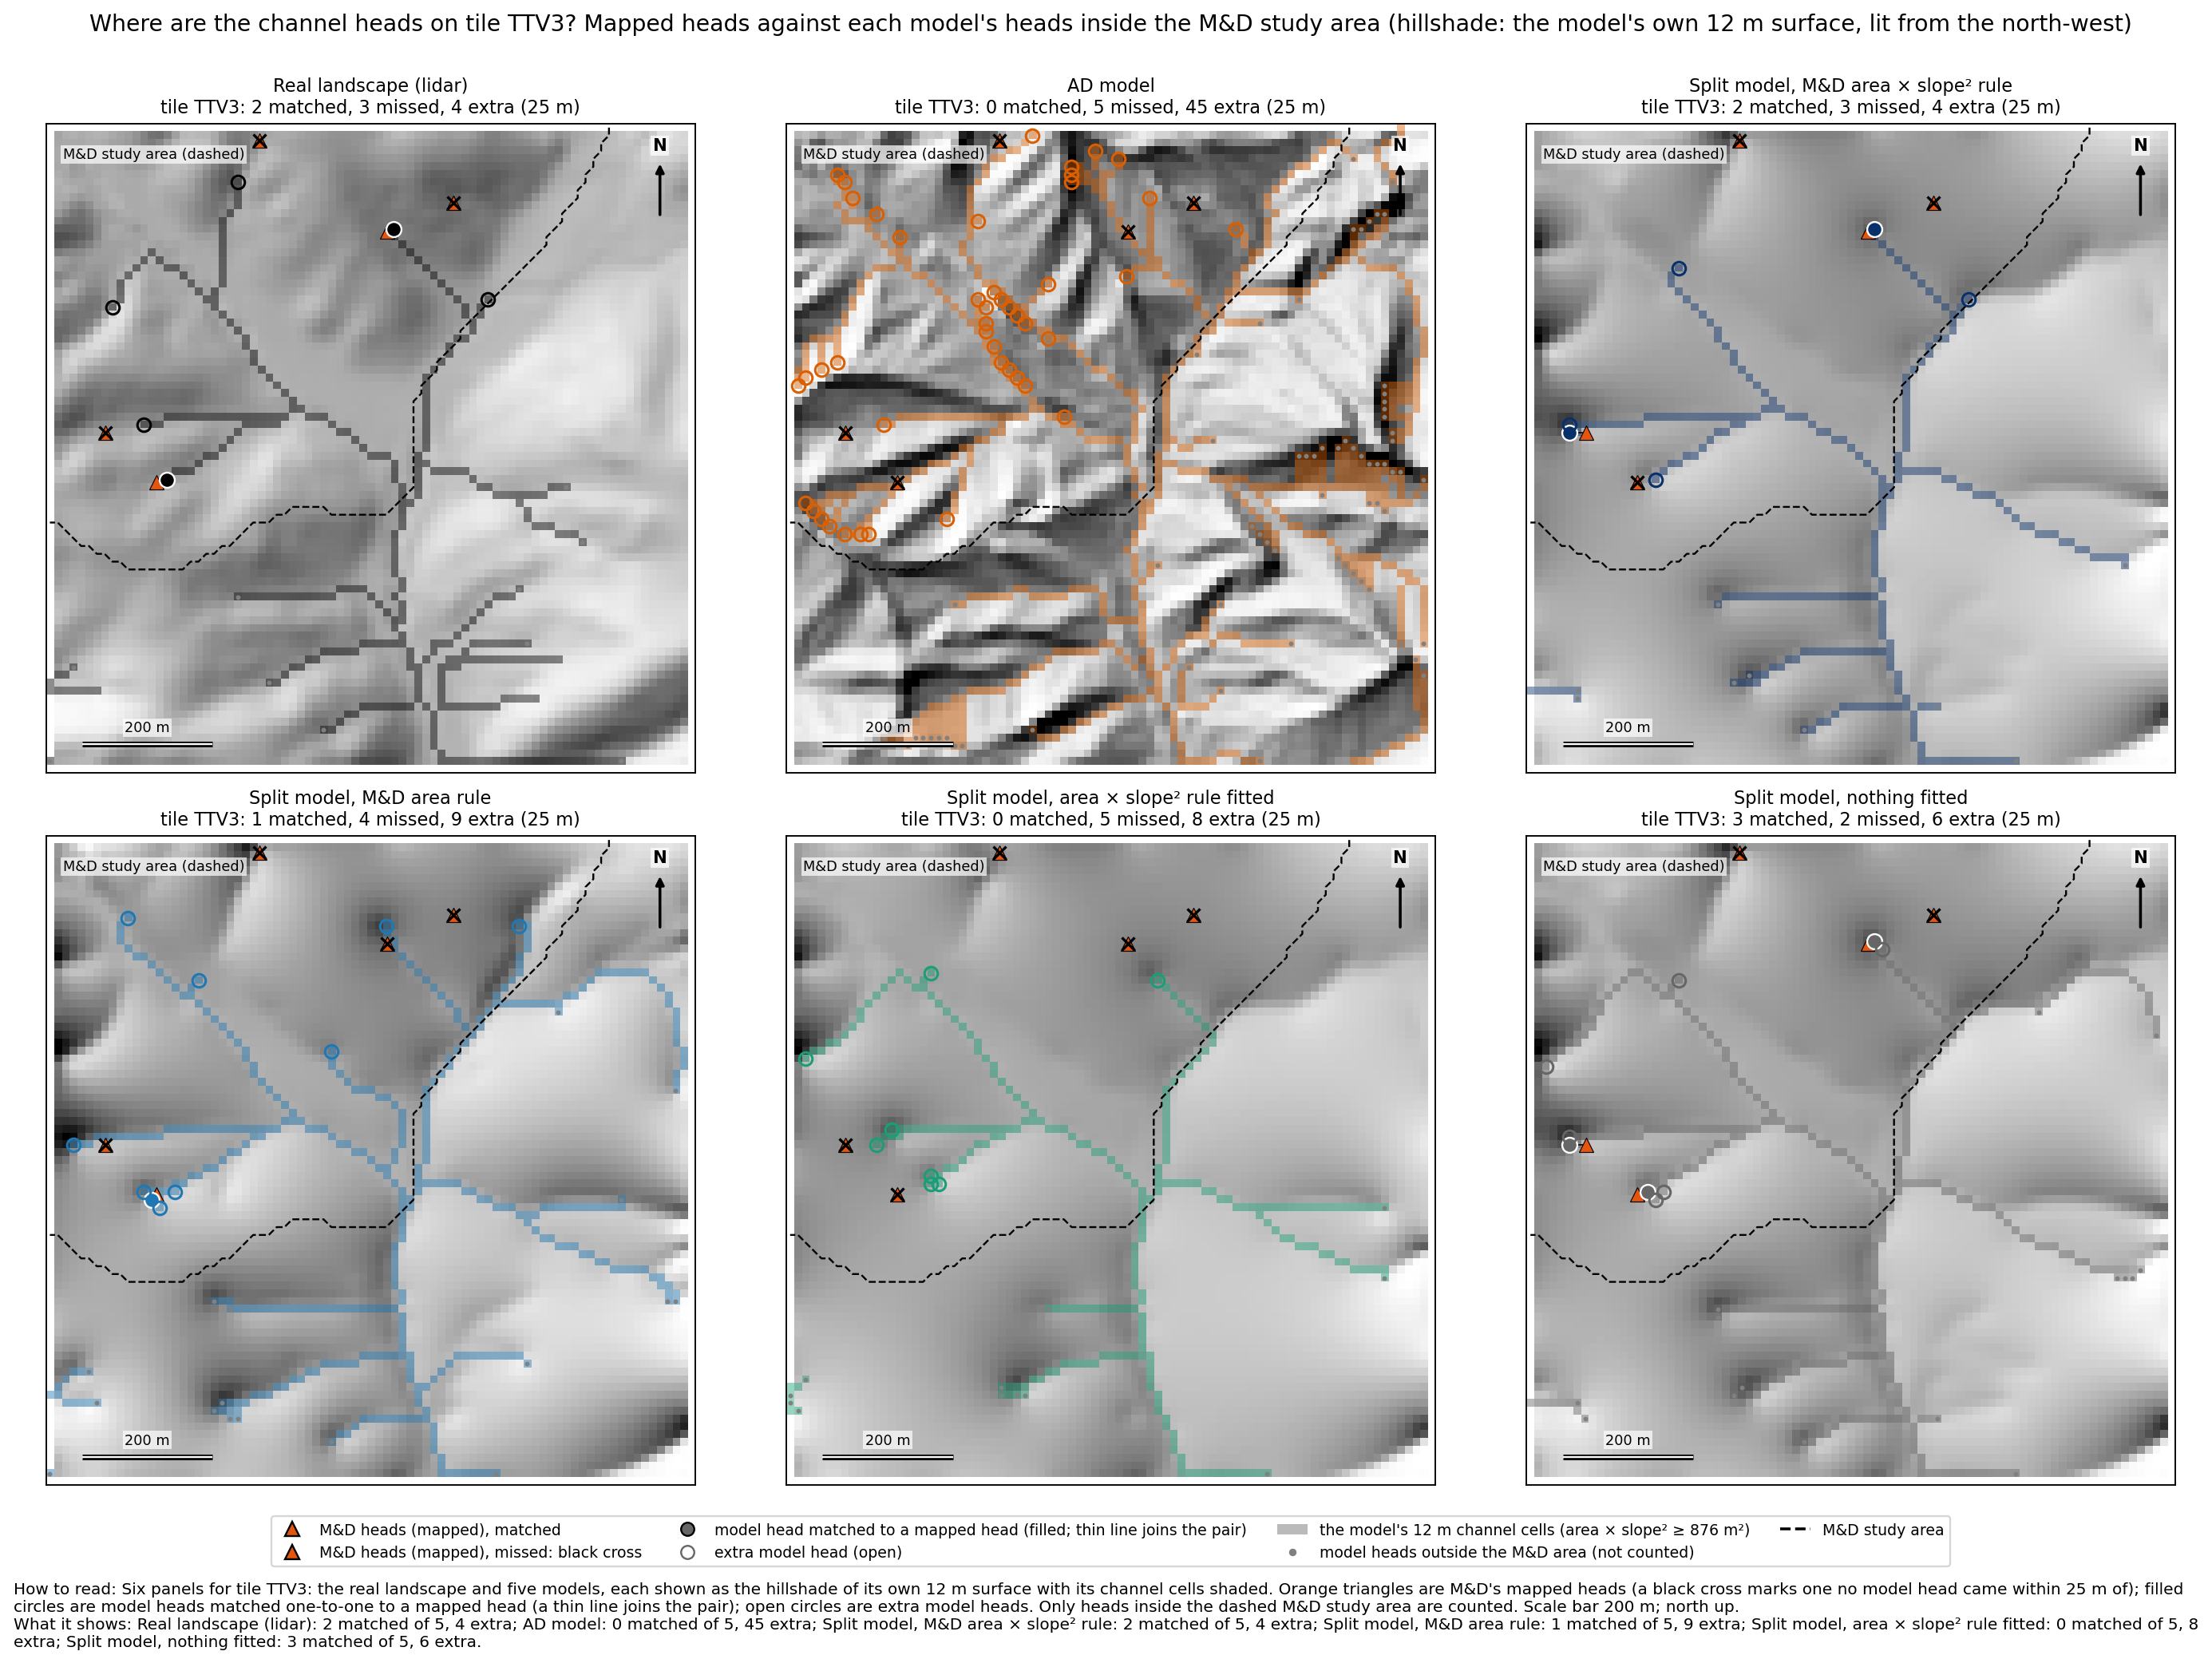 Where are the channel heads on tile TTV3? Mapped heads against each model's heads inside the M&D study area (hillshade: the model's own 12 m surface, lit from the north-west)
Real landscape (lidar)
tile TTV3: 2 matched, 3 missed, 4 extra (25 m)
M&D study area (dashed)
N
200 m
AD model
tile TTV3: 0 matched, 5 missed, 45 extra (25 m)
M&D study area (dashed)
N
200 m
Split model, M&D area × slope² rule
tile TTV3: 2 matched, 3 missed, 4 extra (25 m)
M&D study area (dashed)
N
200 m
Split model, M&D area rule
tile TTV3: 1 matched, 4 missed, 9 extra (25 m)
M&D study area (dashed)
N
200 m
Split model, area × slope² rule fitted
tile TTV3: 0 matched, 5 missed, 8 extra (25 m)
M&D study area (dashed)
N
200 m
Split model, nothing fitted
tile TTV3: 3 matched, 2 missed, 6 extra (25 m)
M&D study area (dashed)
N
200 m
M&D heads (mapped), matched
M&D heads (mapped), missed: black cross
model head matched to a mapped head (filled; thin line joins the pair)
extra model head (open)
the model's 12 m channel cells (area × slope² ≥ 876 m²)
model heads outside the M&D area (not counted)
M&D study area
How to read: Six panels for tile TTV3: the real landscape and five models, each shown as the hillshade of its own 12 m surface with its channel cells shaded. Orange triangles are M&D's mapped heads (a black cross marks one no model head came within 25 m of); filled
circles are model heads matched one-to-one to a mapped head (a thin line joins the pair); open circles are extra model heads. Only heads inside the dashed M&D study area are counted. Scale bar 200 m; north up.
What it shows: Real landscape (lidar): 2 matched of 5, 4 extra; AD model: 0 matched of 5, 45 extra; Split model, M&D area × slope² rule: 2 matched of 5, 4 extra; Split model, M&D area rule: 1 matched of 5, 9 extra; Split model, area × slope² rule fitted: 0 matched of 5, 8
extra; Split model, nothing fitted: 3 matched of 5, 6 extra.